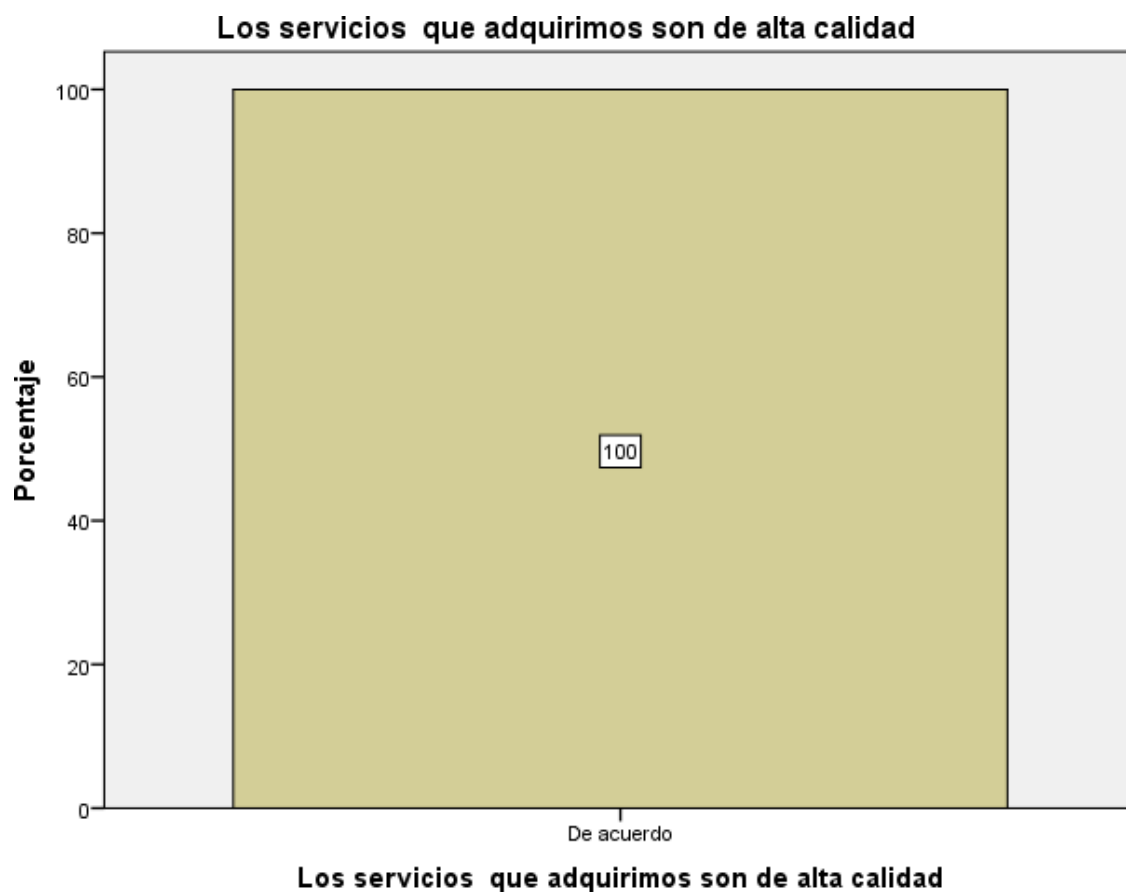 Los servicios  que adquirimos son de alta calidad
Porcentaje
100
80
60
40
20
0
100
De acuerdo
Los servicios  que adquirimos son de alta calidad